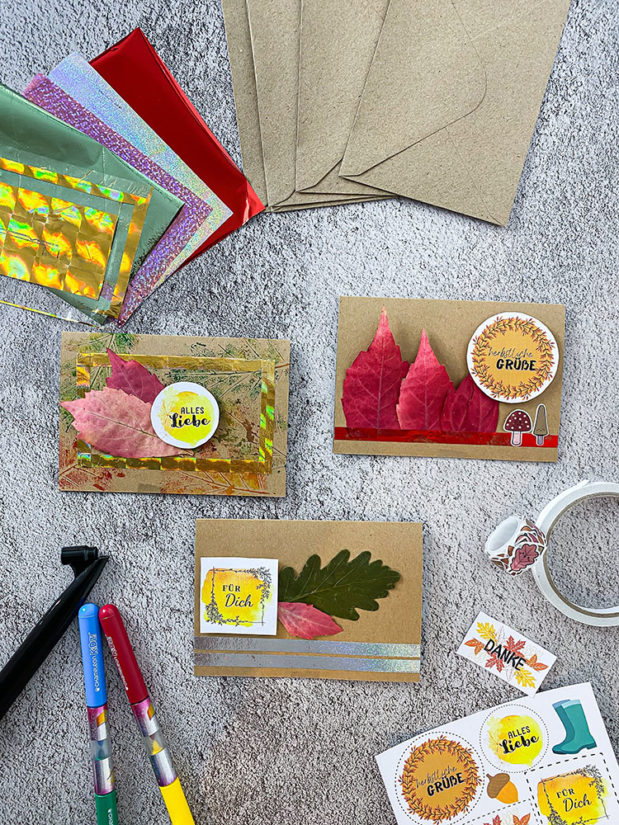 herbstliche
GRÜßE
ALLES
Liebe
FÜR
Dich
DANKE
ALLES
Liebe
herbstliche
GRÜßE
FÜR
Dich